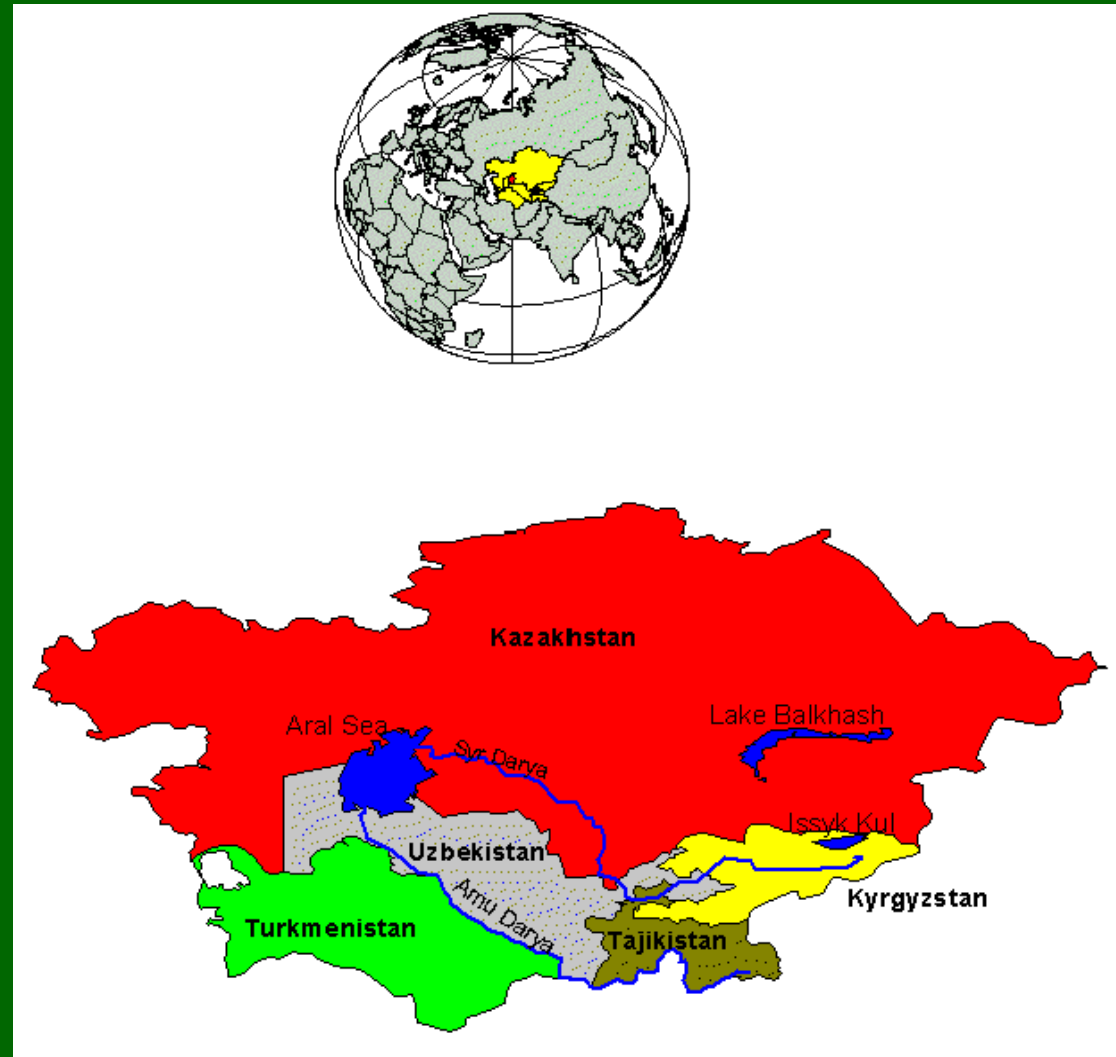 Kazakhstan
Aral Sea
Lake Balkhash
Syr Darya
Issyk Kul
Uzbekistan
Amu Darya
Kyrgyzstan
Turkmenistan
Tajikistan